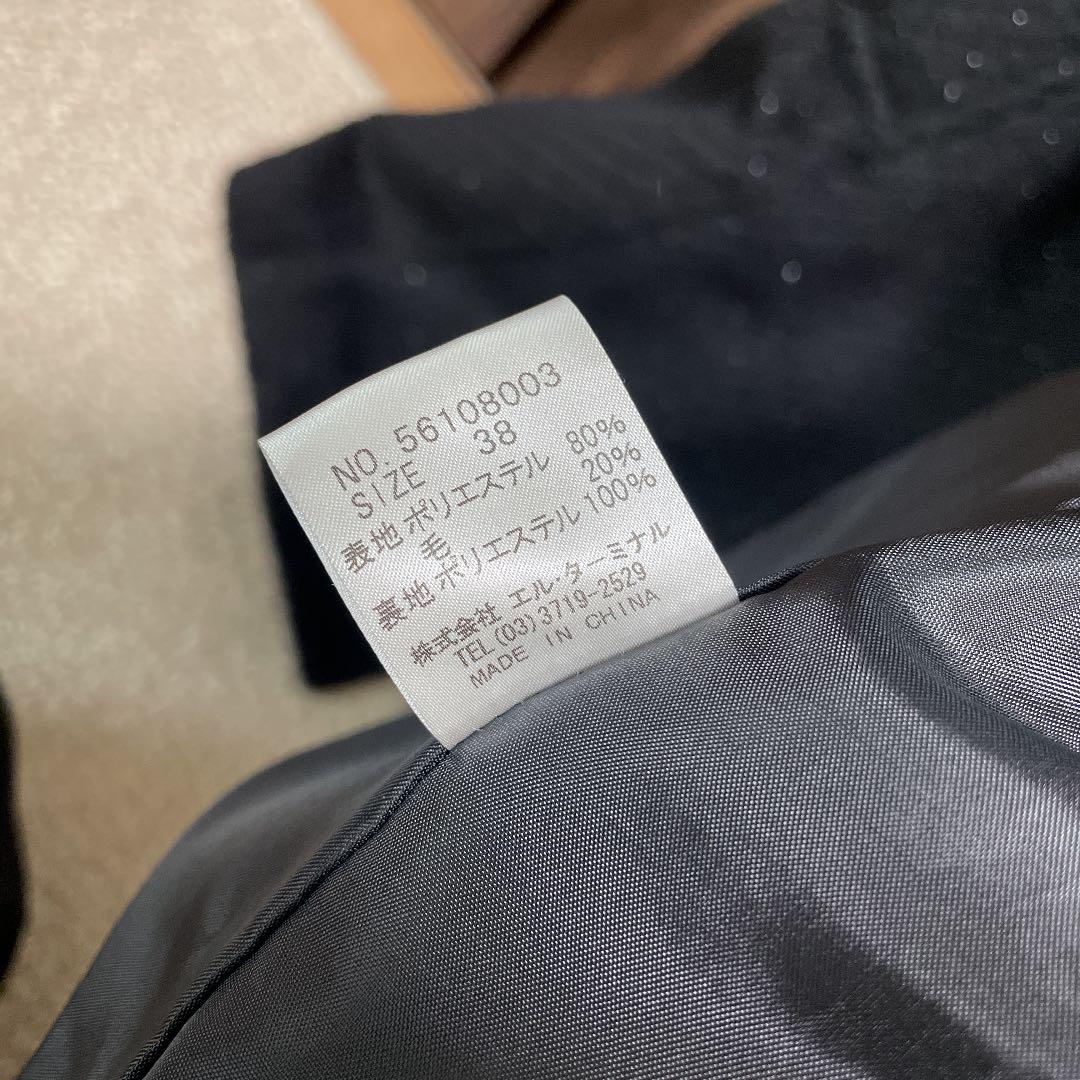 NO. 56108003
SIZE 38
表地 ポリエステル 80%
毛 20%
裏地 ポリエステル 100%
株式会社 エル・ターミナル
TEL(03)3719-2529
MADE IN CHINA